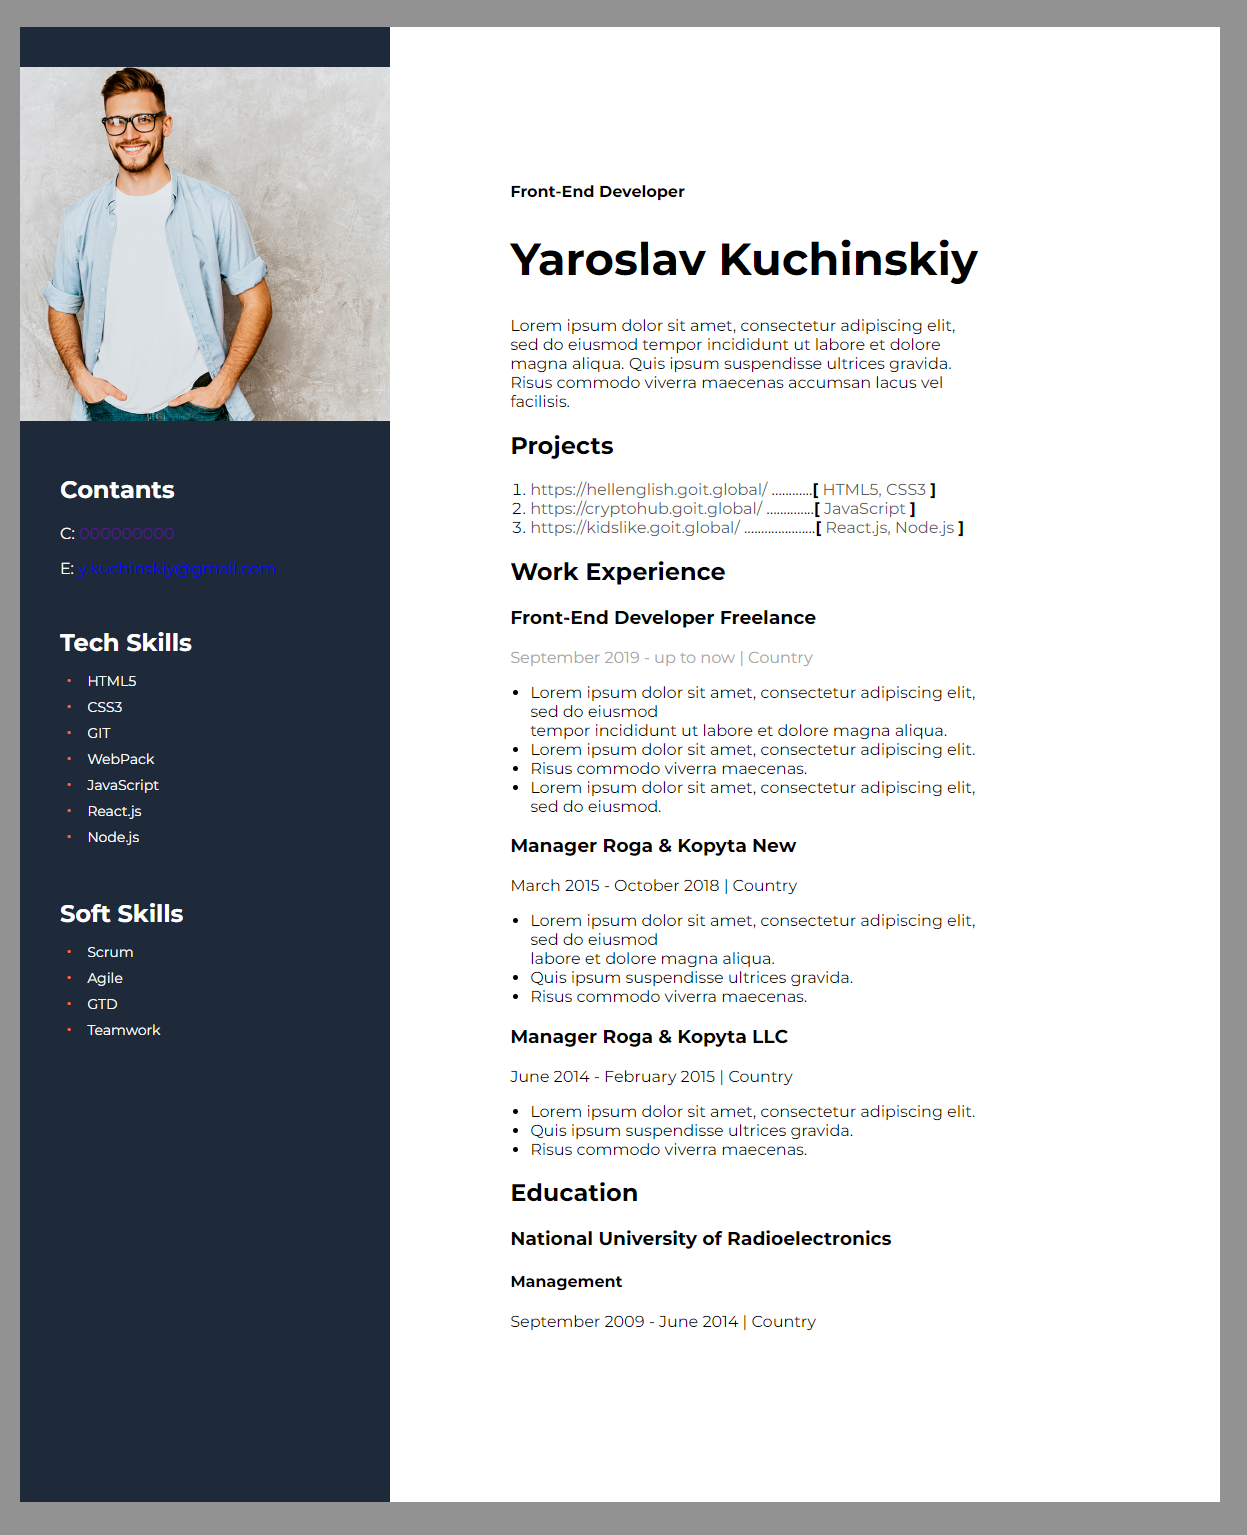 Contants
C: 000000000
E: y.kuchinskiy@gmail.com
Tech Skills
HTML5
CSS3
GIT
WebPack
JavaScript
React.js
Node.js
Soft Skills
Scrum
Agile
GTD
Teamwork
Front-End Developer
Yaroslav Kuchinskiy
Lorem ipsum dolor sit amet, consectetur adipiscing elit,
sed do eiusmod tempor incididunt ut labore et dolore
magna aliqua. Quis ipsum suspendisse ultrices gravida.
Risus commodo viverra maecenas accumsan lacus vel
facilisis.
Projects
1. https://hellenglish.goit.global/ ............[ HTML5, CSS3 ]
2. https://cryptohub.goit.global/ ..............[ JavaScript ]
3. https://kidslike.goit.global/ .....................[ React.js, Node.js ]
Work Experience
Front-End Developer Freelance
September 2019 - up to now | Country
• Lorem ipsum dolor sit amet, consectetur adipiscing elit,
sed do eiusmod
tempor incididunt ut labore et dolore magna aliqua.
• Lorem ipsum dolor sit amet, consectetur adipiscing elit.
• Risus commodo viverra maecenas.
• Lorem ipsum dolor sit amet, consectetur adipiscing elit,
sed do eiusmod.
Manager Roga & Kopyta New
March 2015 - October 2018 | Country
• Lorem ipsum dolor sit amet, consectetur adipiscing elit,
sed do eiusmod
labore et dolore magna aliqua.
• Quis ipsum suspendisse ultrices gravida.
• Risus commodo viverra maecenas.
Manager Roga & Kopyta LLC
June 2014 - February 2015 | Country
• Lorem ipsum dolor sit amet, consectetur adipiscing elit.
• Quis ipsum suspendisse ultrices gravida.
• Risus commodo viverra maecenas.
Education
National University of Radioelectronics
Management
September 2009 - June 2014 | Country